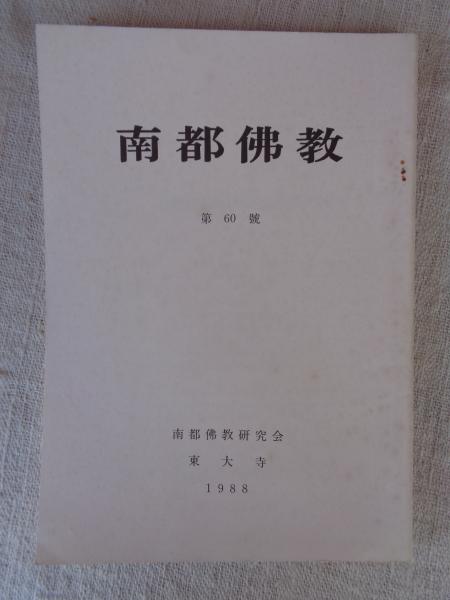 南都佛教
第 60 號
南都佛教研究会
東大寺
1988